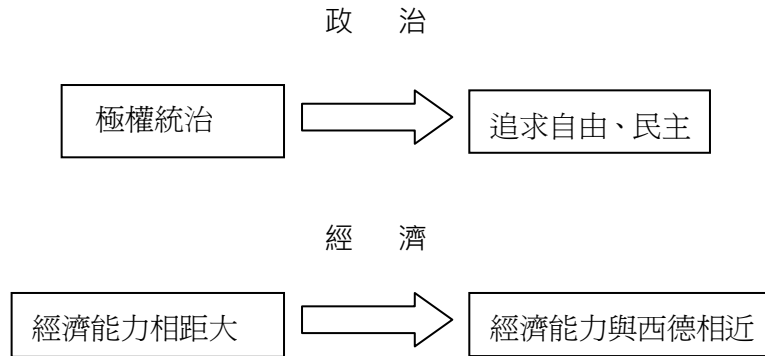 政 治
極權統治
追求自由、民主
經 濟
經濟能力相距大
經濟能力與西德相近